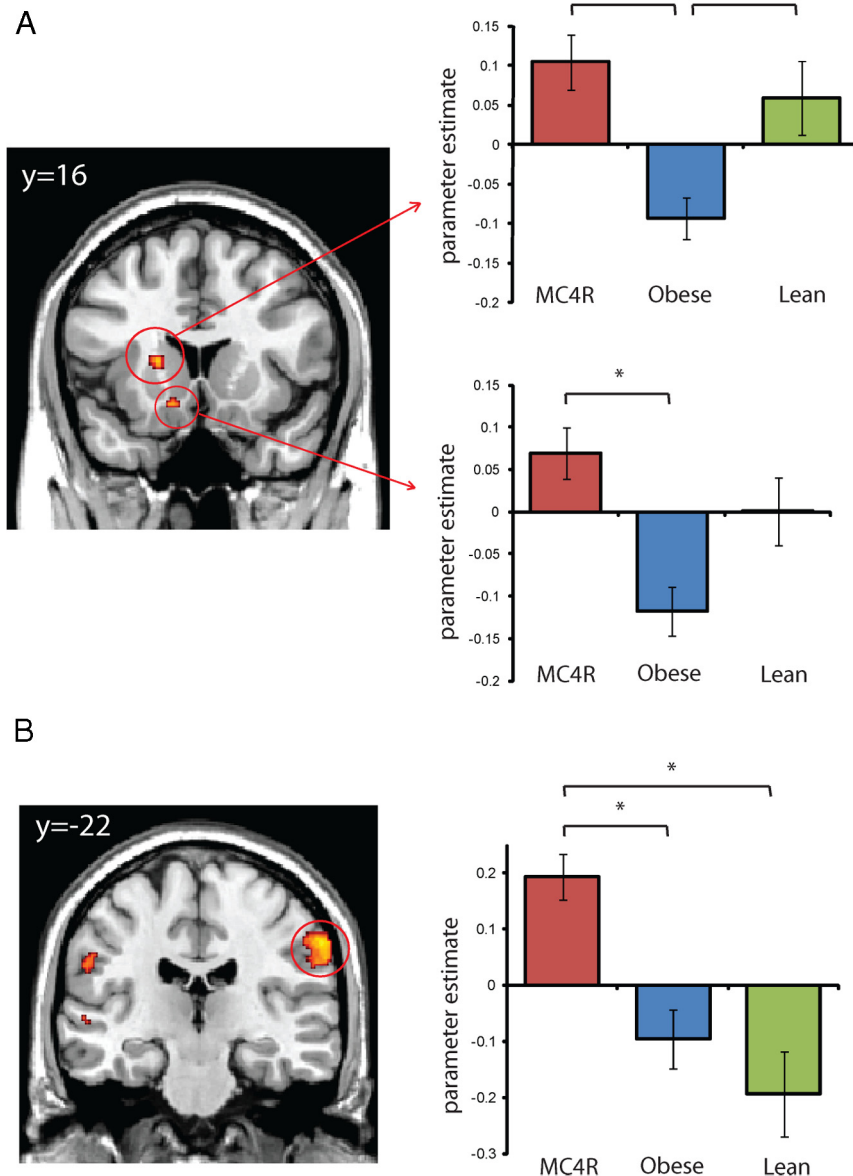 A
y=16
parameter estimate
0.15
0.1
0.05
0
-0.05
-0.1
-0.15
-0.2
MC4R Obese Lean
*
parameter estimate
0.15
0.1
0.05
0
-0.05
-0.1
-0.15
-0.2
MC4R Obese Lean
B
y=-22
*
*
parameter estimate
0.2
0.1
0
-0.1
-0.2
-0.3
MC4R Obese Lean